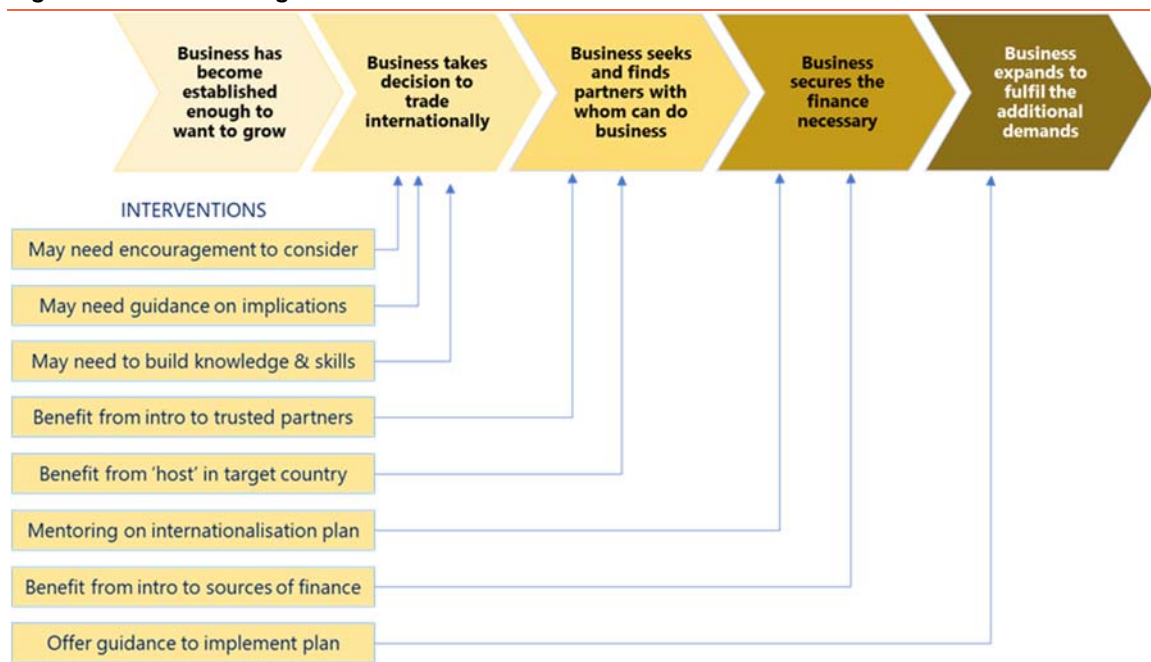 Business has
become
established
enough to
want to grow
Business takes
decision to
trade
internationally
Business seeks
and finds
partners with
whom can do
business
Business
secures the
finance
necessary
Business
expands to
fulfil the
additional
demands
INTERVENTIONS
May need encouragement to consider
May need guidance on implications
May need to build knowledge & skills
Benefit from intro to trusted partners
Benefit from ‘host’ in target country
Mentoring on internationalisation plan
Benefit from intro to sources of finance
Offer guidance to implement plan